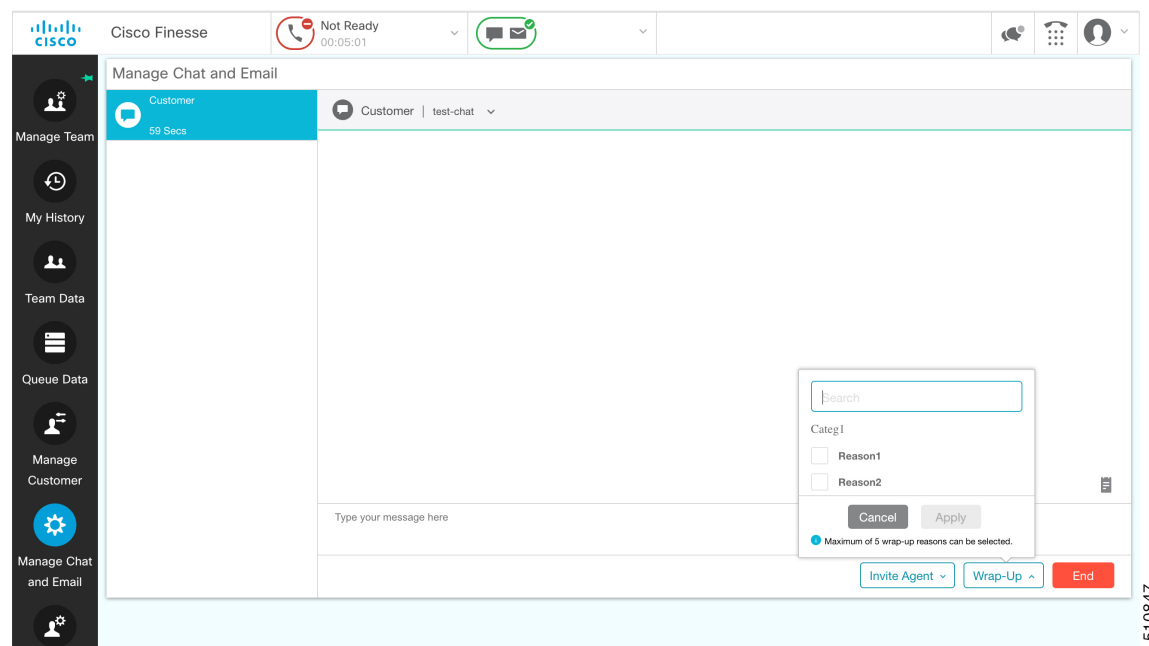 CISCO
Cisco Finesse
Not Ready
00:05:01
Manage Chat and Email
Manage Team
My History
Team Data
Queue Data
Manage
Customer
Manage Chat
and Email
Customer
59 Secs
Customer | test-chat
Search
Categ1
Reason1
Reason2
Cancel
Apply
Maximum of 5 wrap-up reasons can be selected.
Type your message here
Invite Agent
Wrap-Up
End
510847